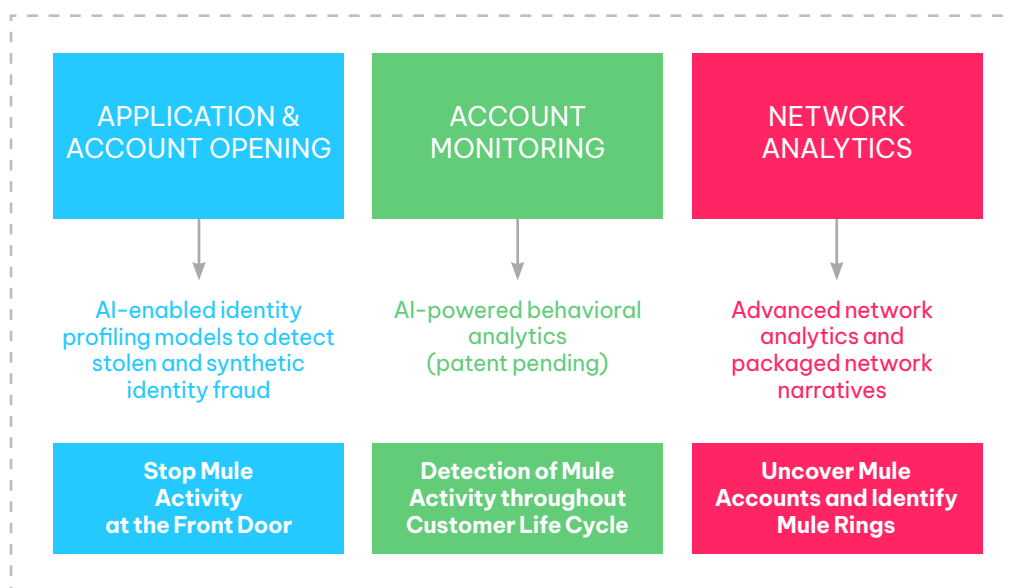 APPLICATION &
ACCOUNT OPENING
AI-enabled identity
profiling models to detect
stolen and synthetic
identity fraud
Stop Mule
Activity
at the Front Door
ACCOUNT
MONITORING
AI-powered behavioral
analytics
(patent pending)
Detection of Mule
Activity throughout
Customer Life Cycle
NETWORK
ANALYTICS
Advanced network
analytics and
packaged network
narratives
Uncover Mule
Accounts and Identify
Mule Rings